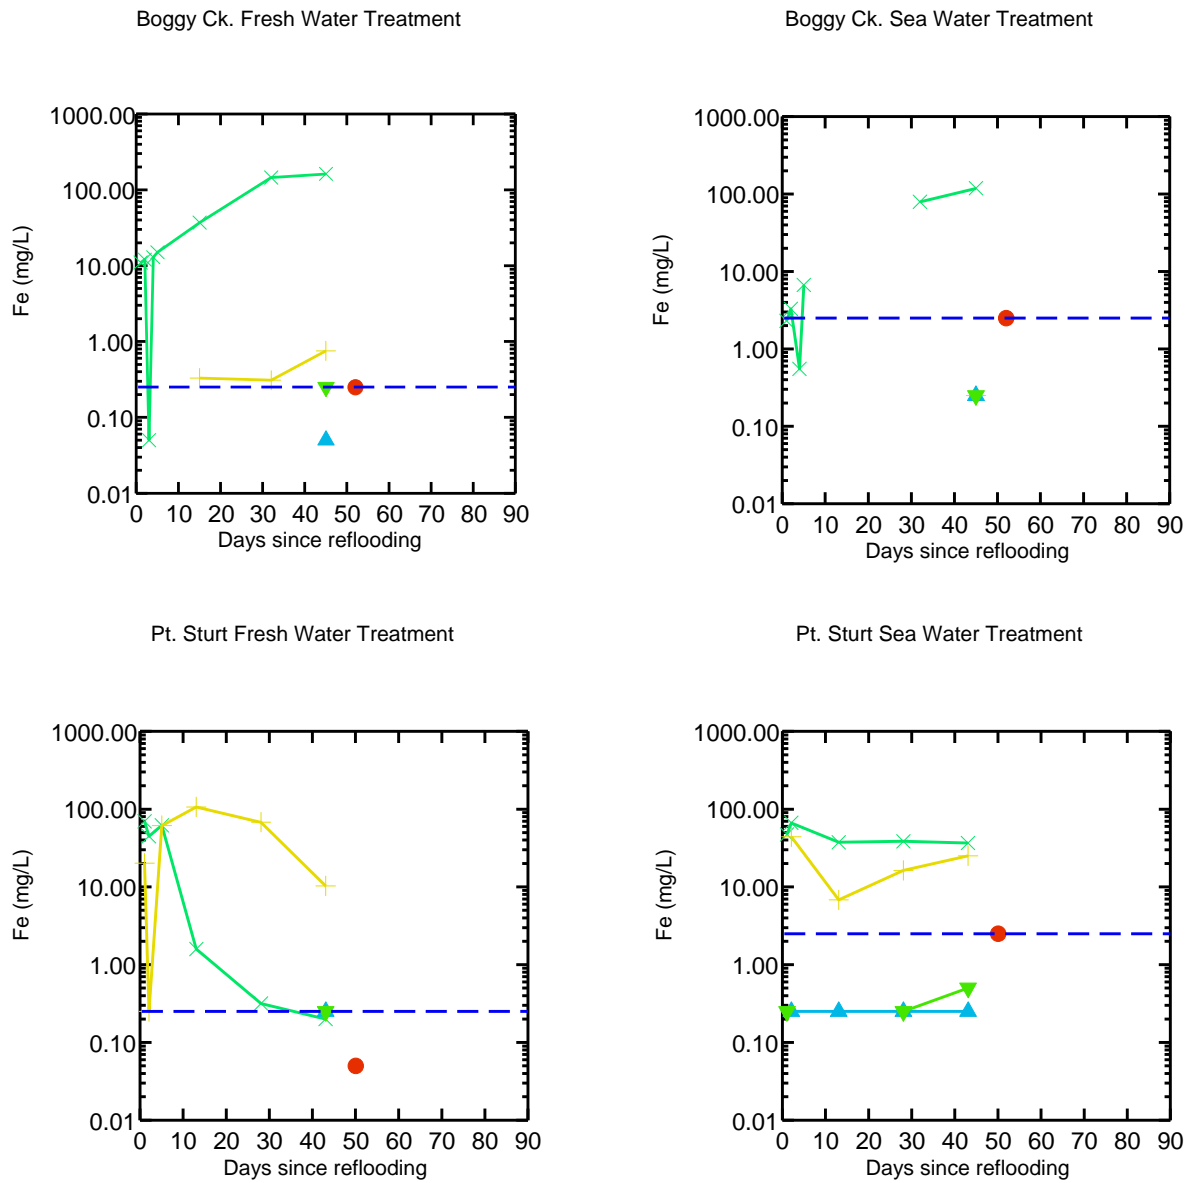 Boggy Ck. Fresh Water Treatment
Boggy Ck. Sea Water Treatment
1000.00
100.00
10.00
1.00
0.10
0.01
Fe (mg/L)
0 10 20 30 40 50 60 70 80 90
Days since reflooding
1000.00
100.00
10.00
1.00
0.10
0.01
Fe (mg/L)
0 10 20 30 40 50 60 70 80 90
Days since reflooding
Pt. Sturt Fresh Water Treatment
Pt. Sturt Sea Water Treatment
1000.00
100.00
10.00
1.00
0.10
0.01
Fe (mg/L)
0 10 20 30 40 50 60 70 80 90
Days since reflooding
1000.00
100.00
10.00
1.00
0.10
0.01
Fe (mg/L)
0 10 20 30 40 50 60 70 80 90
Days since reflooding